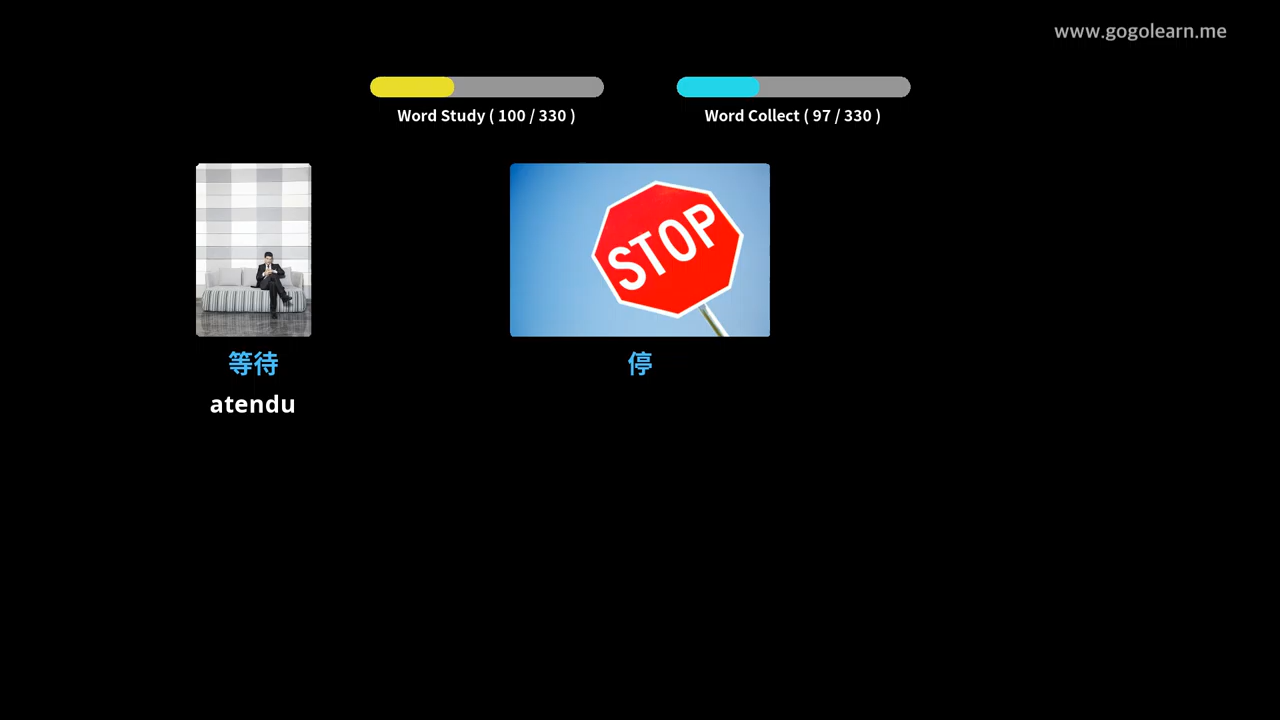 www.gogolearn.me
Word Study ( 100 / 330 )
Word Collect ( 97 / 330 )
STOP
等待
停
atendu